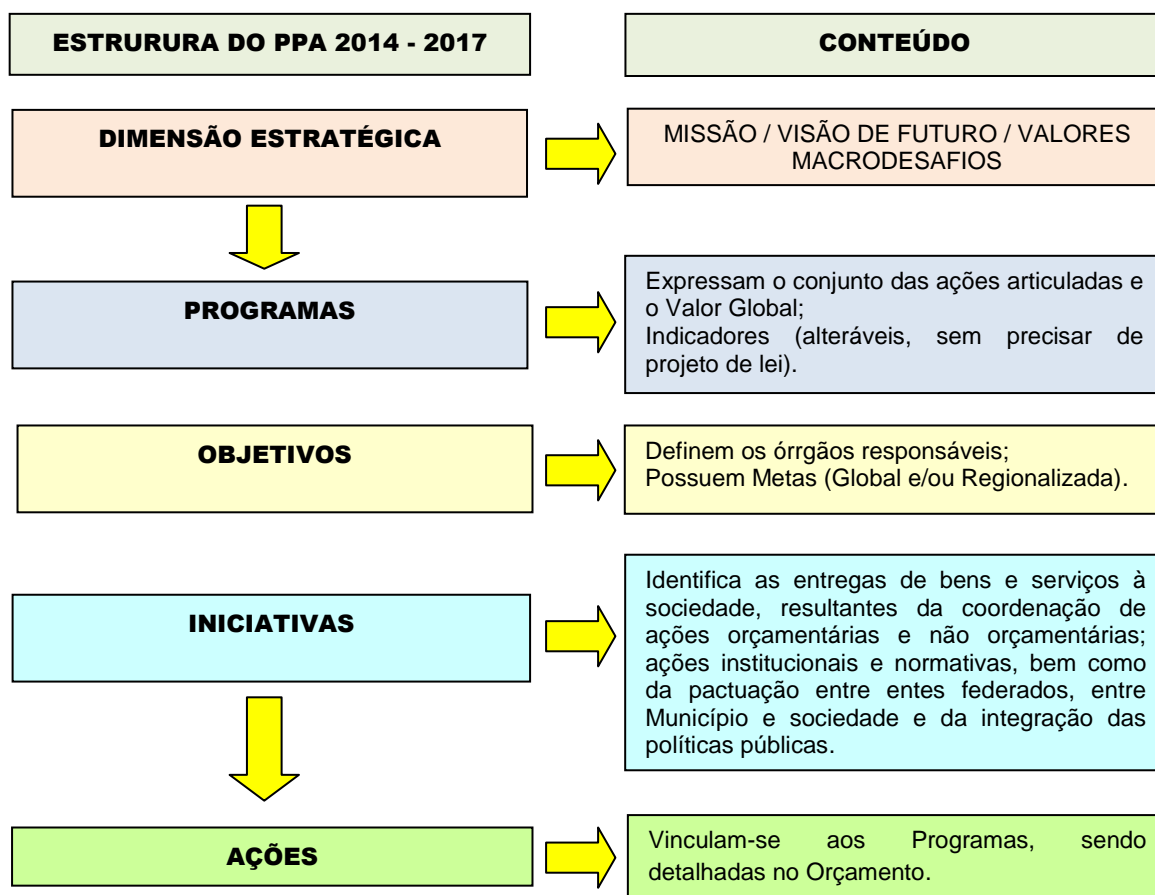 ESTRURURA DO PPA 2014 - 2017
CONTEÚDO
DIMENSÃO ESTRATÉGICA
MISSÃO / VISÃO DE FUTURO / VALORES
MACRODESAFIOS
PROGRAMAS
Expressam o conjunto das ações articuladas e
o Valor Global;
Indicadores (alteráveis, sem precisar de
projeto de lei).
OBJETIVOS
Definem os órrgãos responsáveis;
Possuem Metas (Global e/ou Regionalizada).
INICIATIVAS
Identifica as entregas de bens e serviços à
sociedade, resultantes da coordenação de
ações orçamentárias e não orçamentárias;
ações institucionais e normativas, bem como
da pactuação entre entes federados, entre
Município e sociedade e da integração das
políticas públicas.
AÇÕES
Vinculam-se aos Programas, sendo
detalhadas no Orçamento.